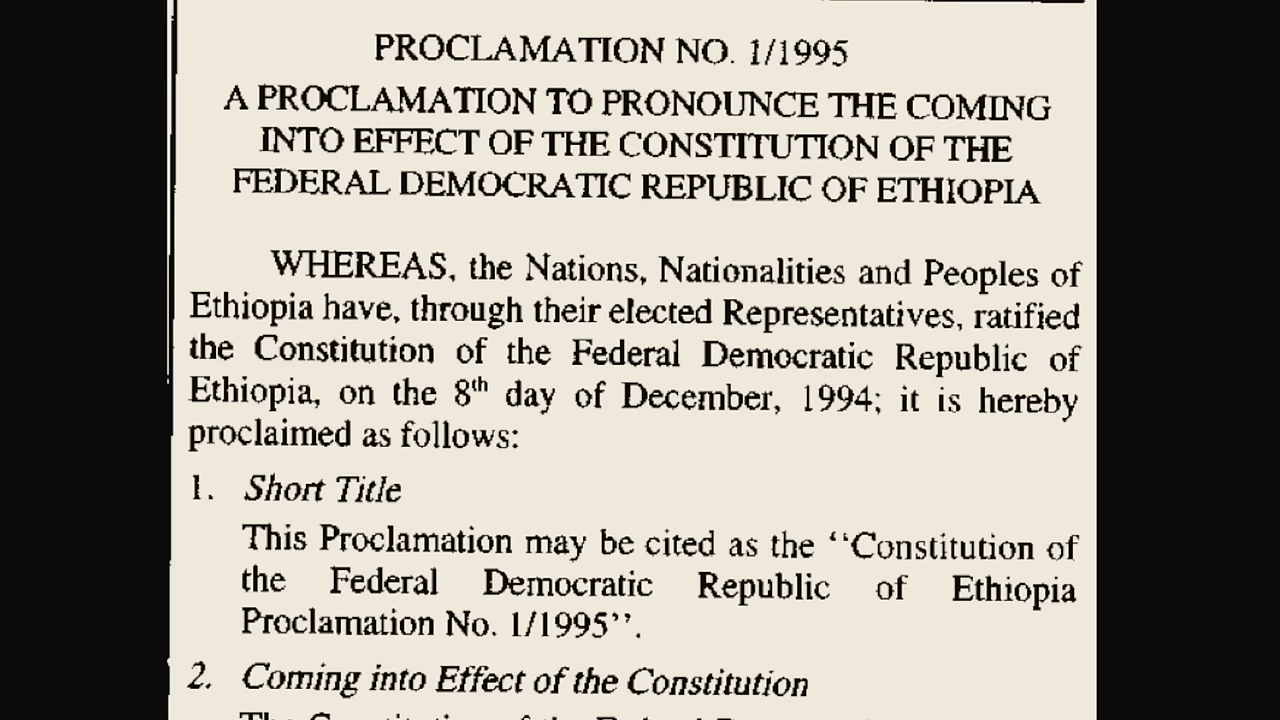 PROCLAMATION NO. 1/1995
A PROCLAMATION TO PRONOUNCE THE COMING
INTO EFFECT OF THE CONSTITUTION OF THE
FEDERAL DEMOCRATIC REPUBLIC OF ETHIOPIA
WHEREAS, the Nations, Nationalities and Peoples of
Ethiopia have, through their elected Representatives, ratified
the Constitution of the Federal Democratic Republic of
Ethiopia, on the 8th day of December, 1994; it is hereby
proclaimed as follows:
1. Short Title
This Proclamation may be cited as the ‘‘Constitution of
the Federal Democratic Republic of Ethiopia
Proclamation No. 1/1995’’.
2. Coming into Effect of the Constitution